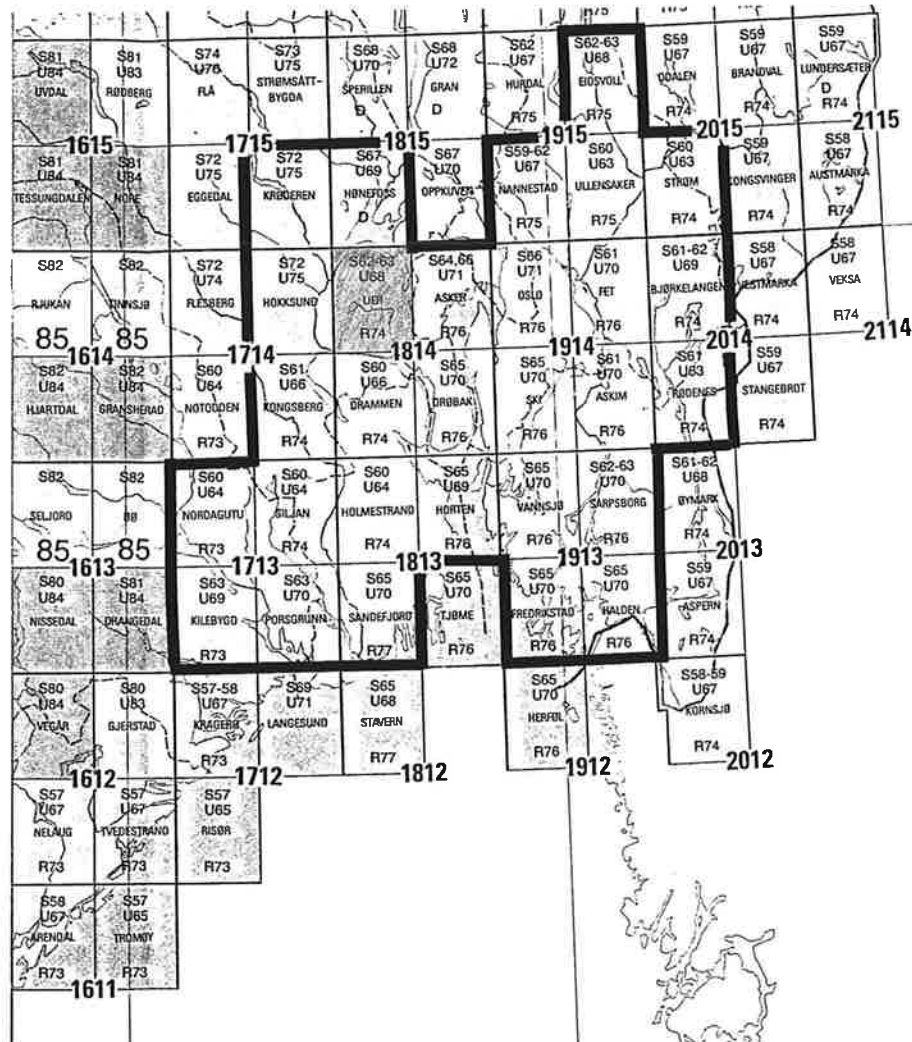 R75 R73 R74
S81 S81 S74 S73 S68 S68 S62 S62-63 S59 S59 S59
U84 U83 U76 U75 U70 U72 U67 U68 U67 U67 U67
UVDAL RØDBERG FLÅ STRØMSÅTT-BYGDA SPERILLEN GRAN HURDAL EIDSVOLL ODALEN BRANDVAL LUNDERSÆTER
D D R75 R75 R74 R74 D R74
1615 1715 1815 1915 2015 2115
S81 S81 S72 S72 S67 S67 S59-62 S60 S60 S59 S58
U84 U84 U75 U75 U69 U70 U67 U63 U63 U67 U67
TESSUNGDALEN NORE EGGEDAL KRØDEREN HØNEFOSS OPPKUVEN NANNESTAD ULLENSAKER STRØM KONGSVINGER AUSTMARKA
D R75 R75 R74 R74 R74
S82 S82 S72 S72 S62-63 S64,66 S66 S61 S61-62 S58 S58
U74 U75 U68 U71 U71 U70 U69 U67 U67
RJUKAN TINNSJØ FLESBERG HOKKSUND ASKER OSLO FET BJØRKELANGEN VESTMARKA VEKSA
85 85 R74 R76 R76 R76 R74 R74 R74
1614 1714 1814 1914 2014 2114
S82 S82 S60 S61 S60 S65 S65 S61 S61 S59
U84 U84 U64 U66 U66 U70 U70 U70 U63 U67
HJARTDAL GRANSHERAD NOTODDEN KONGSBERG DRAMMEN DRØBAK SKI ASKIM RØDENES STANGEBROT
R73 R74 R74 R76 R76 R76 R74 R74
S82 S82 S60 S60 S60 S65 S65 S62-63 S61-62
U64 U64 U64 U69 U70 U70 U68
SELJORD BØ NORDAGUTU SILJAN HOLMESTRAND HORTEN VANNSJØ SARPSBORG ØYMARK
85 85 R73 R74 R74 R76 R76 R76 R74
1613 1713 1813 1913 2013
S80 S81 S63 S63 S65 S65 S65 S65 S59
U84 U84 U69 U70 U70 U70 U70 U70 U67
NISSEDAL DRANGEDAL KILEBYGD PORSGRUNN SANDEFJORD TJØME FREDRIKSTAD HALDEN ASPERN
R73 R77 R76 R76 R76 R74
S80 S80 S57-58 S69 S65 S65 S58-59
U84 U83 U67 U71 U68 U70 U67
VEGÅR GJERSTAD KRAGERØ LANGESUND STAVERN HERFØL KORNSJØ
R73 R77 R76 R74
1612 1712 1812 1912 2012
S57 S57 S57
U67 U67 U65
NELAUG TVEDESTRAND RISØR
R73 R73 R73
S58 S57
U67 U65
ARENDAL TROMØY
R73 R73
1611